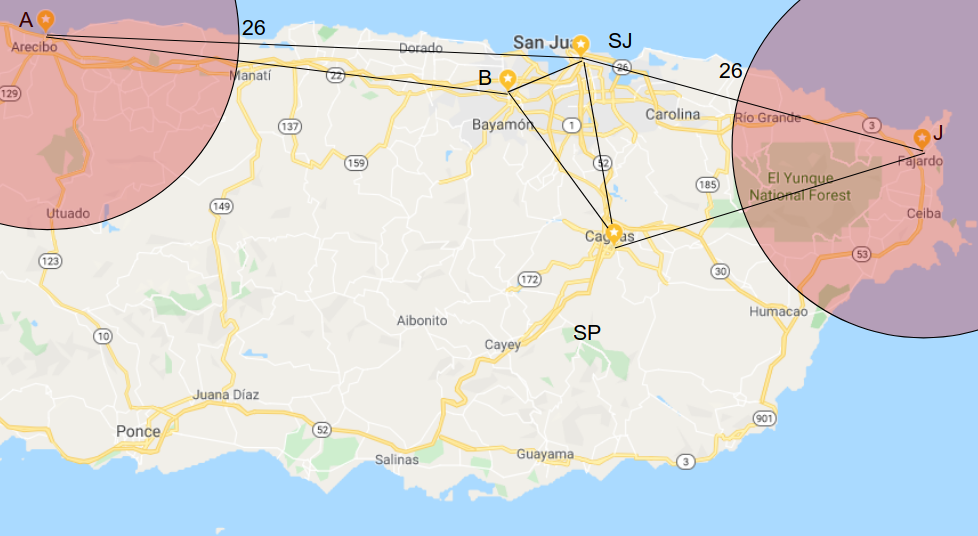 A
26
SJ
Arecibo
Dorado
San Jua
26
26
Manatí
22
B
129
Bayamón
1
Carolina
Río Grande
3
J
137
52
Fajardo
159
El Yunque
National Forest
185
Utuado
149
Ceiba
Caguas
123
172
30
53
Humacao
Aibonito
SP
10
Cayey
Juana Díaz
901
Ponce
52
Salinas
Guayama
3